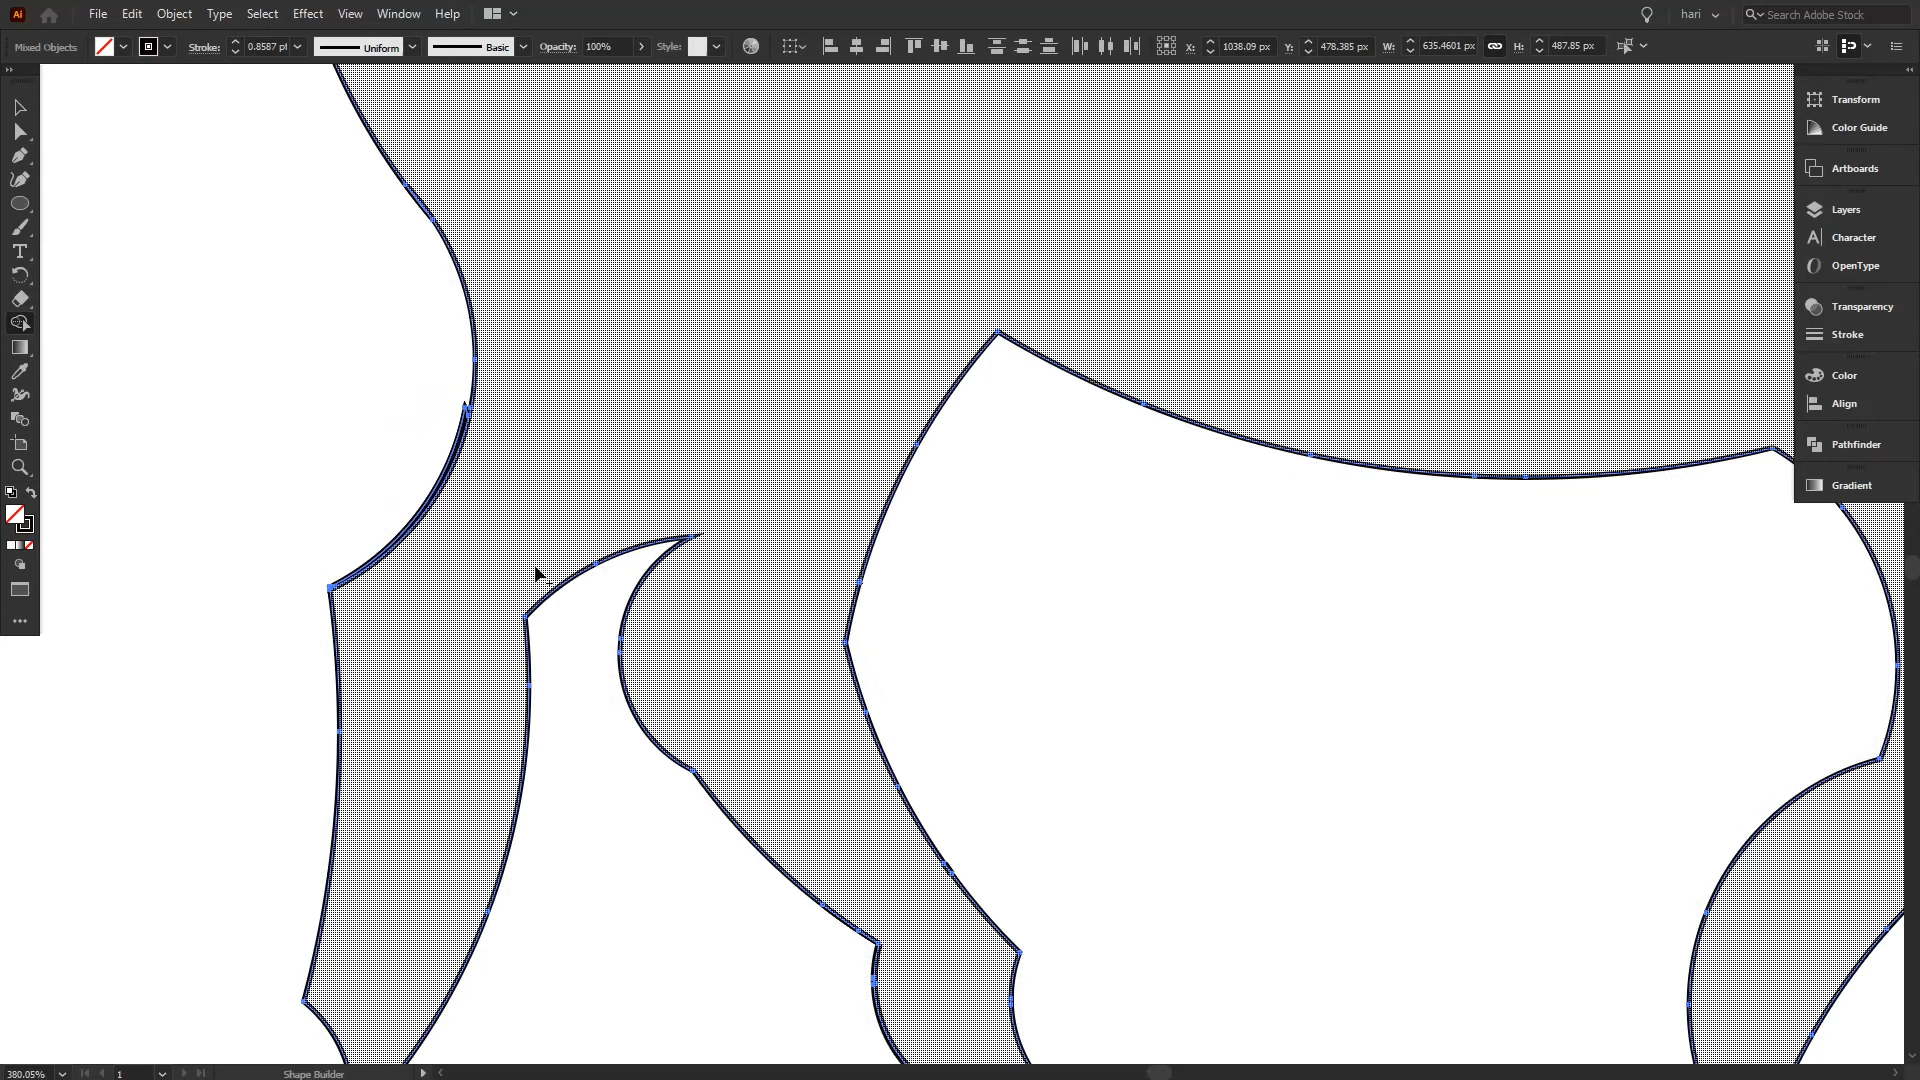 Ai File Edit Object Type Select Effect View Window Help hari Search Adobe Stock
Mixed Objects Stroke: 0.8587 pt Uniform Basic Opacity: 100% Style: X: 1038.09 px Y: 478.385 px W: 635.4601 px H: 487.85 px
Transform
Color Guide
Artboards
Layers
Character
OpenType
Transparency
Stroke
Color
Align
Pathfinder
Gradient
380.05% 1 Shape Builder